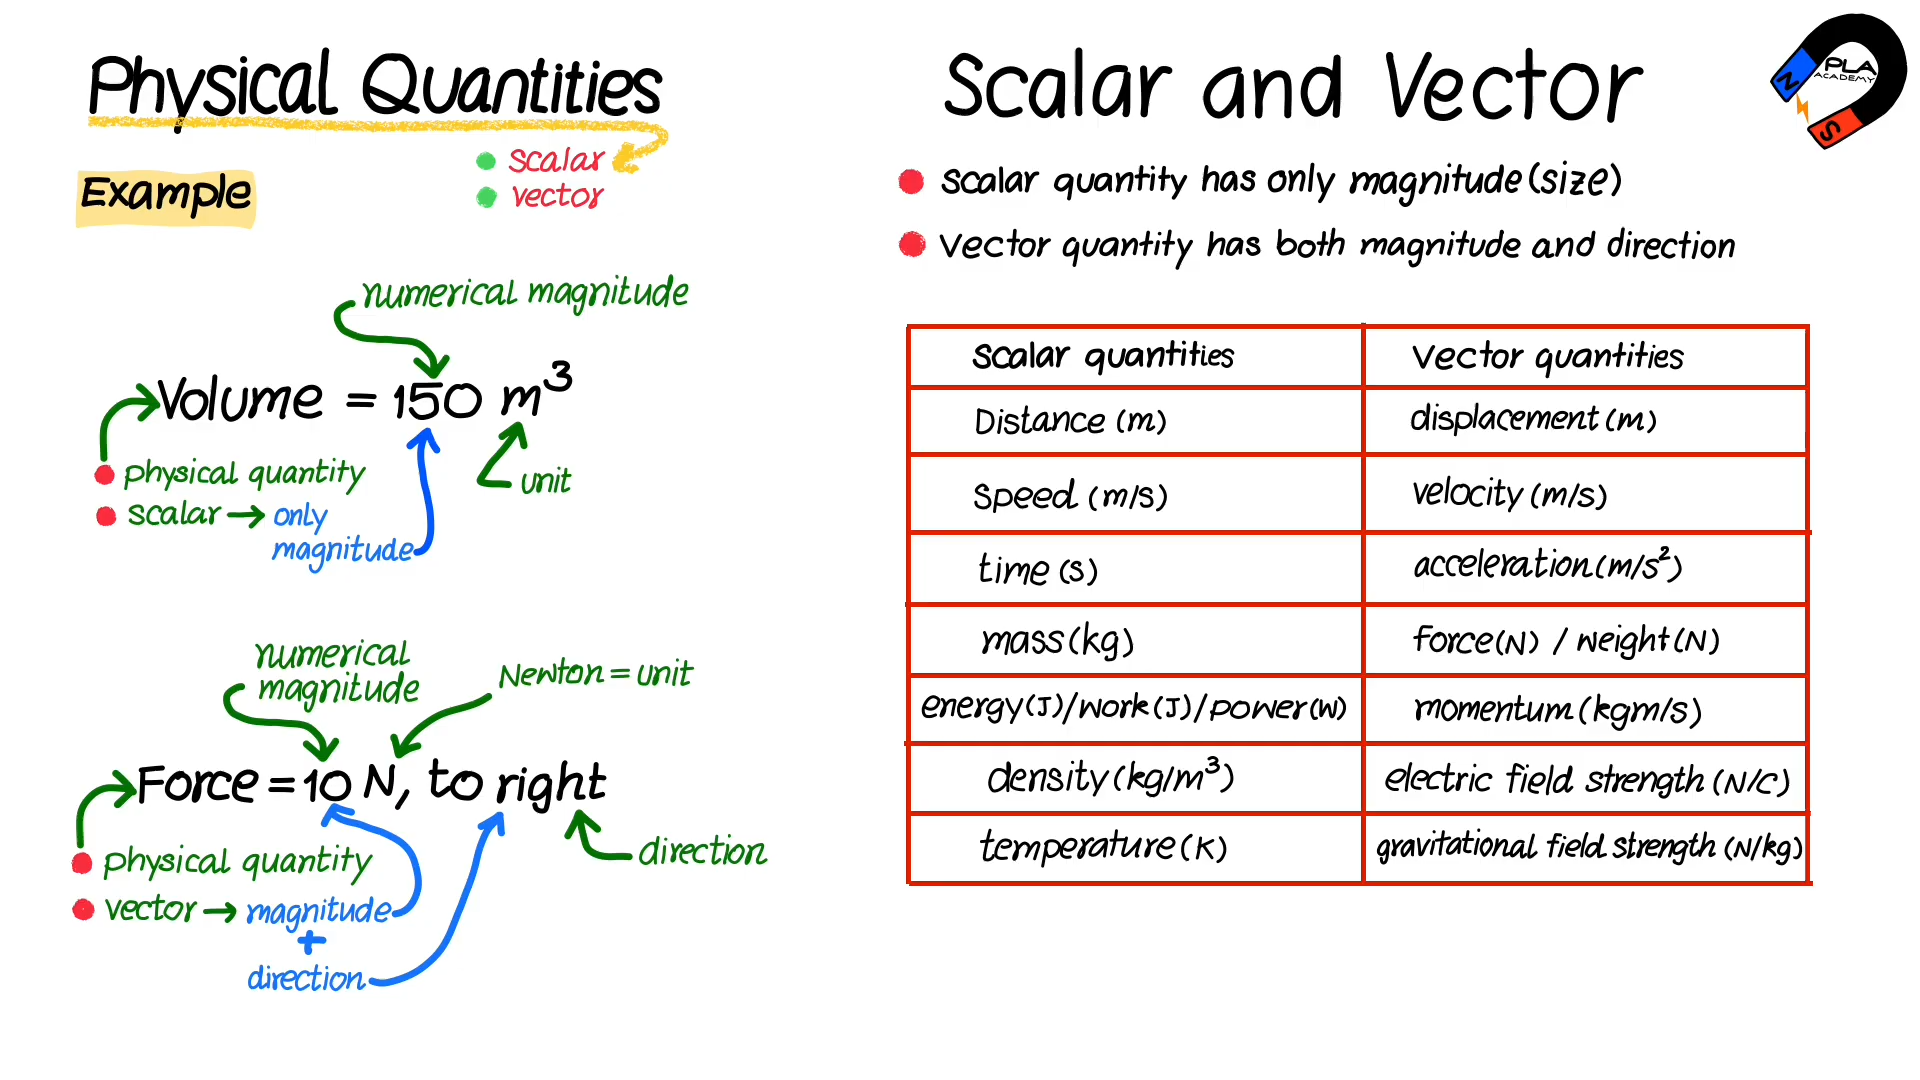 Physical Quantities
scalar
vector
Example
numerical magnitude
Volume = 150 m³
physical quantity
unit
scalar → only
magnitude
numerical
magnitude
Newton = unit
Force = 10 N, to right
direction
physical quantity
vector → magnitude
+
direction
Scalar and Vector
N PLA
ACADEMY
S
scalar quantity has only magnitude (size)
Vector quantity has both magnitude and direction
Scalar quantities Vector quantities
Distance (m) displacement (m)
Speed (m/s) velocity (m/s)
time (s) acceleration (m/s²)
mass (kg) force (N) / weight (N)
energy (J) / work (J) / power (W) momentum (kgm/s)
density (kg/m³) electric field strength (N/C)
temperature (K) gravitational field strength (N/kg)